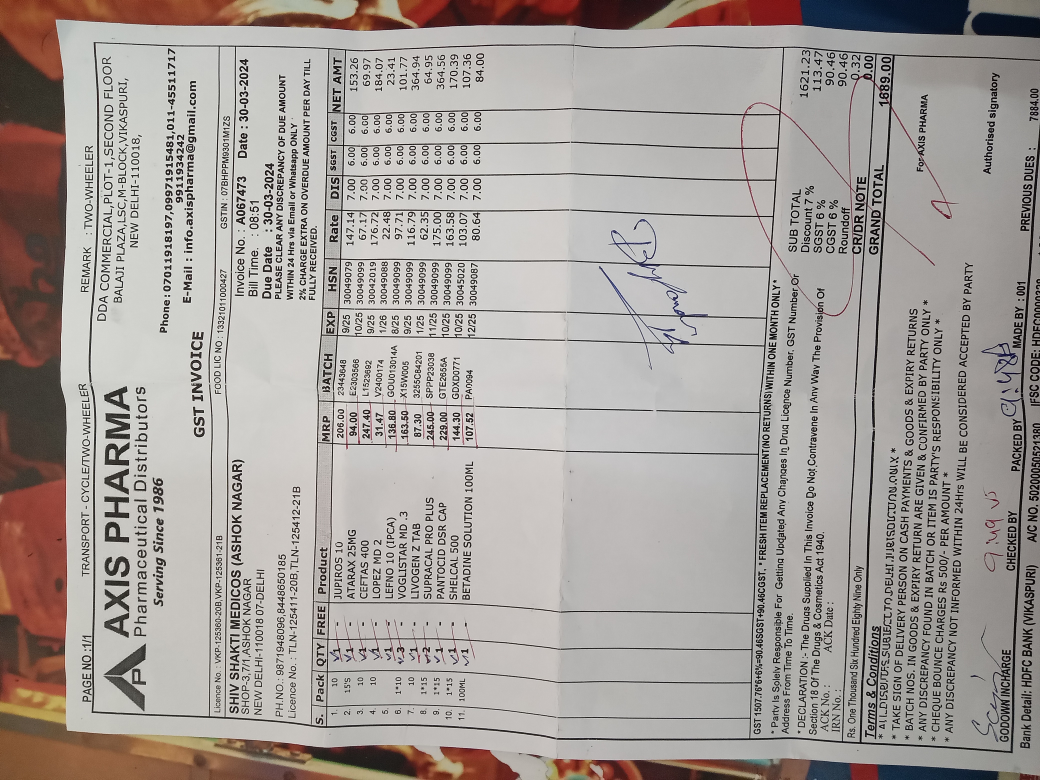 PAGE NO :1/1 TRANSPORT - CYCLE/TWO-WHEELER REMARK : TWO-WHEELER
AXIS PHARMA
Pharmaceutical Distributors
Serving Since 1986
DDA COMMERCIAL,PLOT-1,SECOND FLOOR
BALAJI PLAZA,LSC,M-BLOCK,VIKASPURI,
NEW DELHI-110018,
Phone: 07011918197,09971915481,011-45511717
9911934242
E-Mail : info.axispharma@gmail.com
GST INVOICE
Licence No. : VKP-125360-20B,VKP-125361-21B FOOD LIC NO : 13321011000427 GSTIN : 07BHPPM9301M1ZS
SHIV SHAKTI MEDICOS (ASHOK NAGAR)
SHOP-3,7/1,ASHOK NAGAR
NEW DELHI-110018 07-DELHI
PH.NO.: 9871948096,8448650185
Licence No.: TLN-125411-20B,TLN-125412-21B
Invoice No. : A067473 Date : 30-03-2024
Bill Time. : 08:51
Due Date : 30-03-2024
PLEASE CLEAR ANY DISCREPANCY OF DUE AMOUNT
WITHIN 24 Hrs via Email or Whatsapp ONLY
2% CHARGE EXTRA ON OVERDUE AMOUNT PER DAY TILL
FULLY RECEIVED.
S. Pack QTY FREE Product MRP BATCH EXP HSN Rate DIS SGST CGST NET AMT
1. 10 1 - JUPIROS 10 206.00 23443648 9/25 30049079 147.14 7.00 6.00 6.00 153.26
2. 15'S 1 - ATARAX 25MG 94.00 E2303566 10/25 30049099 67.17 7.00 6.00 6.00 69.97
3. 10 1 - CEFTAS 400 247.40 L1523692 9/25 30042019 176.72 7.00 6.00 6.00 184.07
4. 10 1 - LOPEZ MD 2 31.47 V2400174 1/26 30049088 22.48 7.00 6.00 6.00 23.41
5. 1 - LEFNO 10 (IPCA) 136.80 GOU013014A 8/25 30049099 97.71 7.00 6.00 6.00 101.77
6. 1*10 3 - VOGLISTAR MD .3 163.50 X15W005 9/25 30049099 116.79 7.00 6.00 6.00 364.94
7. 1*15 1 - LIVOGEN Z TAB 87.30 3255C84201 1/25 30049099 62.35 7.00 6.00 6.00 64.95
8. 1*15 2 - SUPRACAL PRO PLUS 245.00 SPPP23038 11/25 30049099 175.00 7.00 6.00 6.00 364.56
9. 1*15 1 - PANTOCID DSR CAP 229.00 GTE2655A 10/25 30049099 163.58 7.00 6.00 6.00 170.39
10. 1*15 1 - SHELCAL 500 144.30 GDXD0771 10/25 30045020 103.07 7.00 6.00 6.00 107.36
11. 100ML 1 - BETADINE SOLUTION 100ML 107.52 PA0094 12/25 30049087 80.64 7.00 6.00 6.00 84.00
GST 1507.76*6+6%=90.46SGST+90.46CGST, * FRESH ITEM REPLACEMENT(NO RETURNS)WITHIN ONE MONTH ONLY *
* Party Is Splely Responsible For Getting Updated Any Changes In Drug Licence Number, GST Number Or
Address From Time To Time.
* DECLARATION :- The Drugs Supplied In This Invoice Do Not Contravene In Any Way The Provision Of
Section 18 Of The Drugs & Cosmetics Act 1940.
ACK No. : ACK Date :
IRN No. :
SUB TOTAL 1621.23
Discount 7 % 113.47
SGST 6 % 90.46
CGST 6 % 90.46
Roundoff 0.32
CR/DR NOTE 0.00
Rs. One Thousand Six Hundred Eighty Nine Only
GRAND TOTAL 1689.00
Terms & Conditions
* ALL DISPUTES SUBJECT TO DELHI JURISDICTION ONLY *
* TAKE SIGN OF DELIVERY PERSON ON CASH PAYMENTS & GOODS & EXPIRY RETURNS
* BATCH NOS. IN GOODS & EXPIRY RETURN ARE GIVEN & CONFIRMED BY PARTY ONLY *
* ANY DISCREPANCY FOUND IN BATCH OR ITEM IS PARTY'S RESPONSIBILITY ONLY *
* CHEQUE BOUNCE CHARGES Rs 500/- PER AMOUNT *
* ANY DISCREPANCY NOT INFORMED WITHIN 24Hrs WILL BE CONSIDERED ACCEPTED BY PARTY
For AXIS PHARMA
Authorised signatory
GODOWN INCHARGE CHECKED BY PACKED BY MADE BY : 001 PREVIOUS DUES : 7884.00
Bank Detail: HDFC BANK (VIKASPURI) A/C NO. 50200050521380